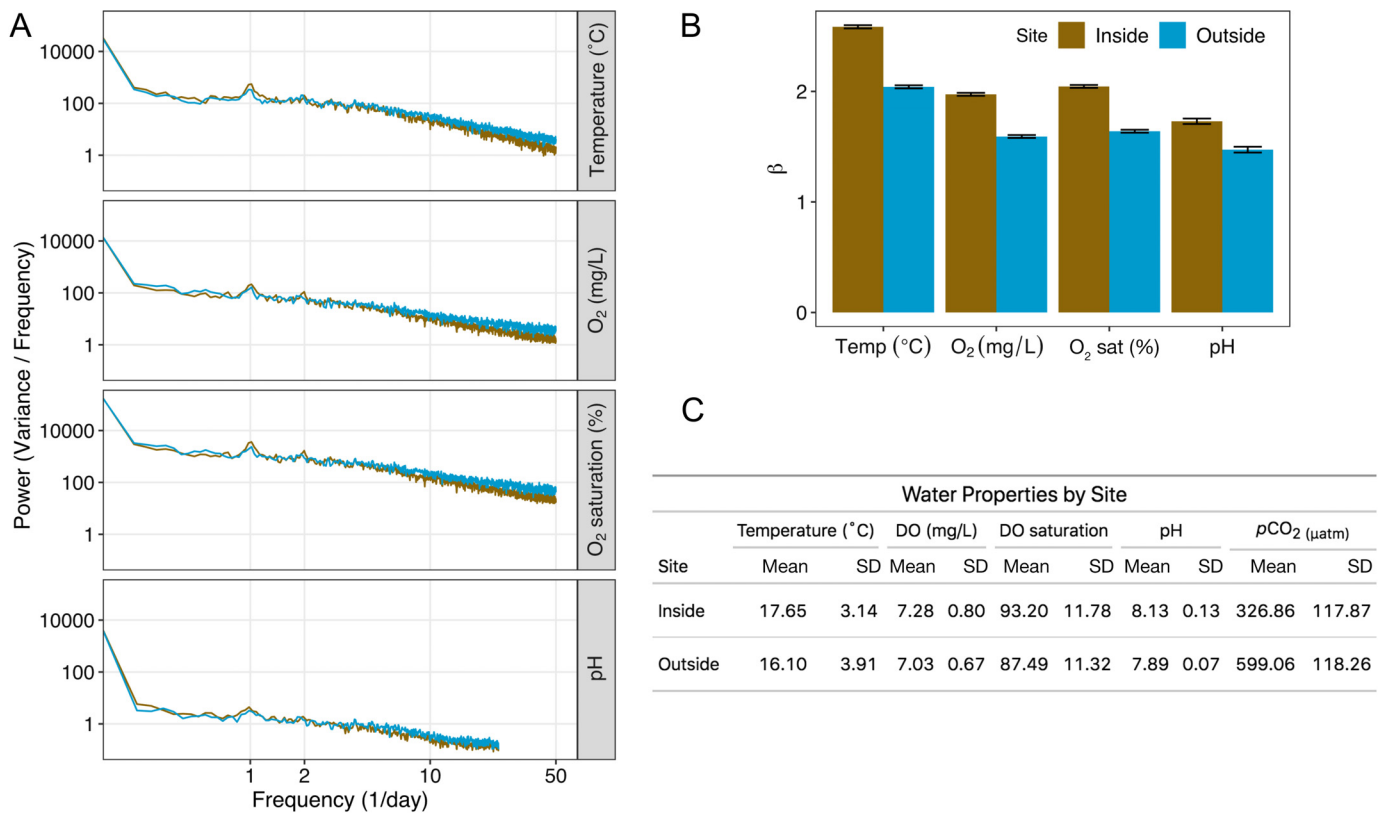 A
Power (Variance / Frequency)
10000
100
1
Temperature (˚C)
10000
100
1
O2 (mg/L)
10000
100
1
O2 saturation (%)
10000
100
1
pH
1 2 10 50
Frequency (1/day)
B
Site Inside Outside
β
2
1
0
Temp (°C) O2 (mg/L) O2 sat (%) pH
C
Water Properties by Site
Temperature (˚C) DO (mg/L) DO saturation pH pCO2 (µatm)
Site Mean SD Mean SD Mean SD Mean SD Mean SD
Inside 17.65 3.14 7.28 0.80 93.20 11.78 8.13 0.13 326.86 117.87
Outside 16.10 3.91 7.03 0.67 87.49 11.32 7.89 0.07 599.06 118.26